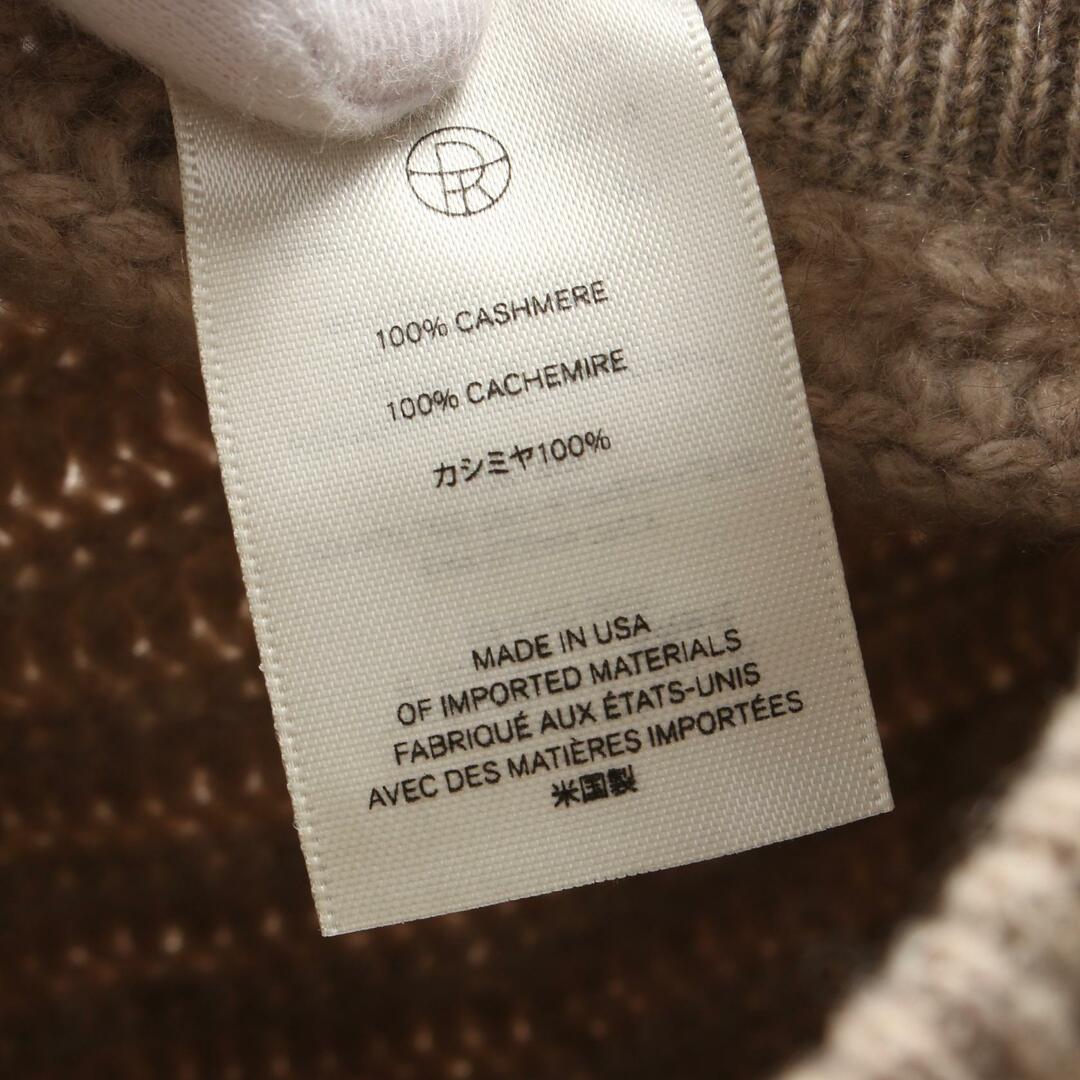 100% CASHMERE
100% CACHEMIRE
カシミヤ100%
MADE IN USA
OF IMPORTED MATERIALS
FABRIQUÉ AUX ÉTATS-UNIS
AVEC DES MATIÈRES IMPORTÉES
米国製